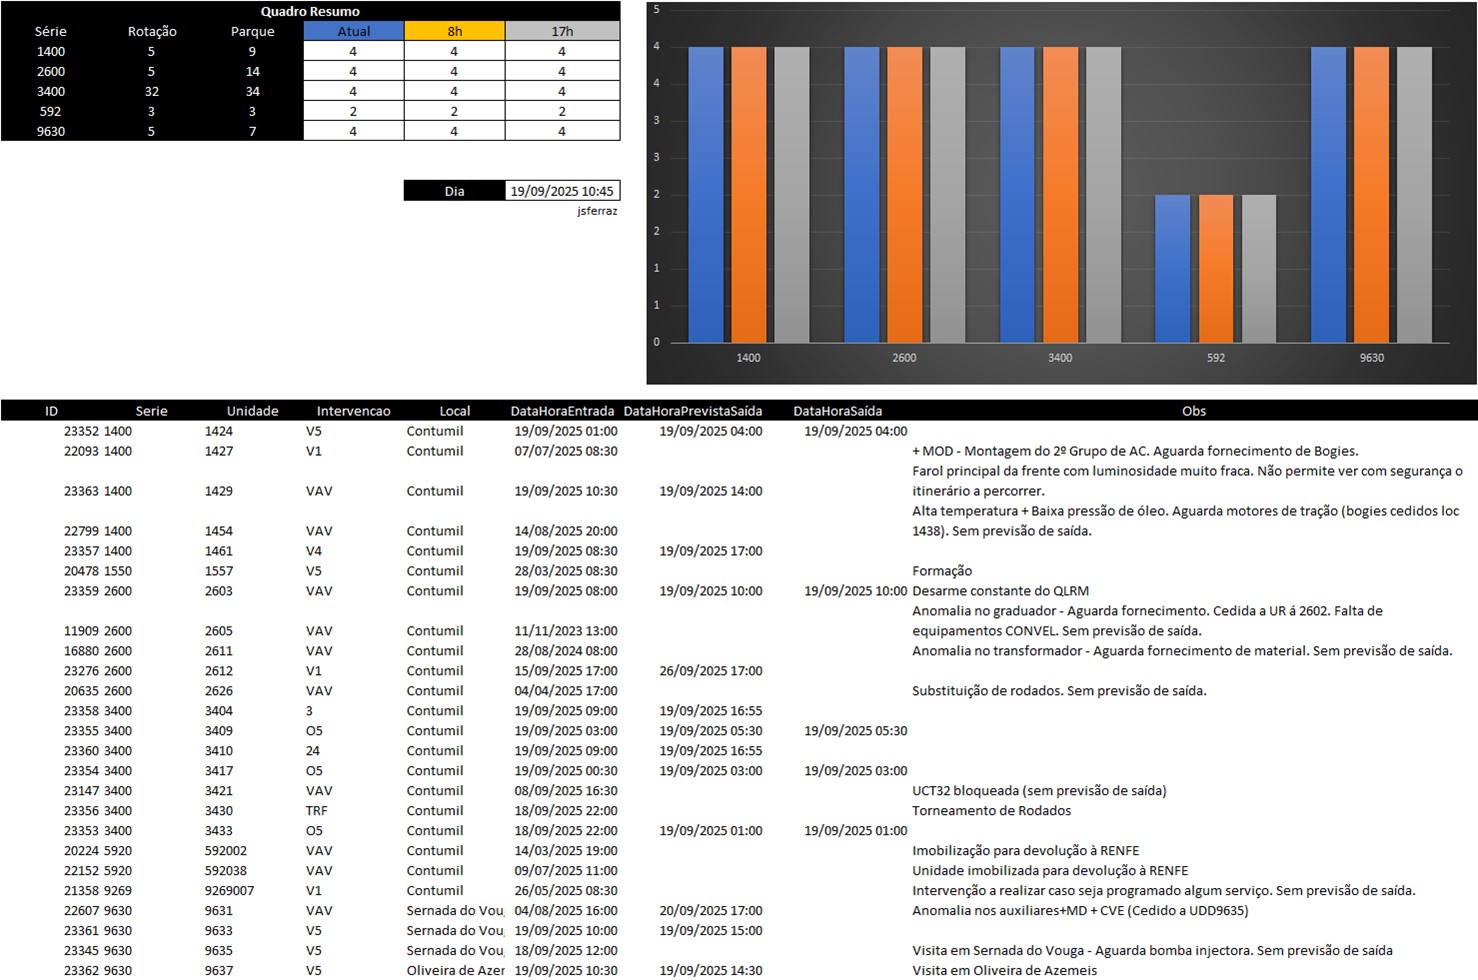 Quadro Resumo
Série Rotação Parque Atual 8h 17h
1400 5 9 4 4 4
2600 5 14 4 4 4
3400 32 34 4 4 4
592 3 3 2 2 2
9630 5 7 4 4 4
Dia 19/09/2025 10:45
jsferraz
5
4
4
3
3
2
2
1
1
0
1400 2600 3400 592 9630
ID Serie Unidade Intervencao Local DataHoraEntrada DataHoraPrevistaSaída DataHoraSaída Obs
23352 1400 1424 V5 Contumil 19/09/2025 01:00 19/09/2025 04:00 19/09/2025 04:00
22093 1400 1427 V1 Contumil 07/07/2025 08:30 + MOD - Montagem do 2º Grupo de AC. Aguarda fornecimento de Bogies.
Farol principal da frente com luminosidade muito fraca. Não permite ver com segurança o
23363 1400 1429 VAV Contumil 19/09/2025 10:30 19/09/2025 14:00 itinerário a percorrer.
Alta temperatura + Baixa pressão de óleo. Aguarda motores de tração (bogies cedidos loc
22799 1400 1454 VAV Contumil 14/08/2025 20:00 1438). Sem previsão de saída.
23357 1400 1461 V4 Contumil 19/09/2025 08:30 19/09/2025 17:00
20478 1550 1557 V5 Contumil 28/03/2025 08:30 Formação
23359 2600 2603 VAV Contumil 19/09/2025 08:00 19/09/2025 10:00 19/09/2025 10:00 Desarme constante do QLRM
Anomalia no graduador - Aguarda fornecimento. Cedida a UR á 2602. Falta de
11909 2600 2605 VAV Contumil 11/11/2023 13:00 equipamentos CONVEL. Sem previsão de saída.
16880 2600 2611 VAV Contumil 28/08/2024 08:00 Anomalia no transformador - Aguarda fornecimento de material. Sem previsão de saída.
23276 2600 2612 V1 Contumil 15/09/2025 17:00 26/09/2025 17:00
20635 2600 2626 VAV Contumil 04/04/2025 17:00 Substituição de rodados. Sem previsão de saída.
23358 3400 3404 3 Contumil 19/09/2025 09:00 19/09/2025 16:55
23355 3400 3409 O5 Contumil 19/09/2025 03:00 19/09/2025 05:30 19/09/2025 05:30
23360 3400 3410 24 Contumil 19/09/2025 09:00 19/09/2025 16:55
23354 3400 3417 O5 Contumil 19/09/2025 00:30 19/09/2025 03:00 19/09/2025 03:00
23147 3400 3421 VAV Contumil 08/09/2025 16:30 UCT32 bloqueada (sem previsão de saída)
23356 3400 3430 TRF Contumil 18/09/2025 22:00 Torneamento de Rodados
23353 3400 3433 O5 Contumil 18/09/2025 22:00 19/09/2025 01:00 19/09/2025 01:00
20224 5920 592002 VAV Contumil 14/03/2025 19:00 Imobilização para devolução à RENFE
22152 5920 592038 VAV Contumil 09/07/2025 11:00 Unidade imobilizada para devolução à RENFE
21358 9269 9269007 V1 Contumil 26/05/2025 08:30 Intervenção a realizar caso seja programado algum serviço. Sem previsão de saída.
22607 9630 9631 VAV Sernada do Vou 04/08/2025 16:00 20/09/2025 17:00 Anomalia nos auxiliares+MD + CVE (Cedido a UDD9635)
23361 9630 9633 V5 Sernada do Vou 19/09/2025 10:00 19/09/2025 15:00
23345 9630 9635 V5 Sernada do Vou 18/09/2025 12:00 Visita em Sernada do Vouga - Aguarda bomba injectora. Sem previsão de saída
23362 9630 9637 V5 Oliveira de Azer 19/09/2025 10:30 19/09/2025 14:30 Visita em Oliveira de Azemeis